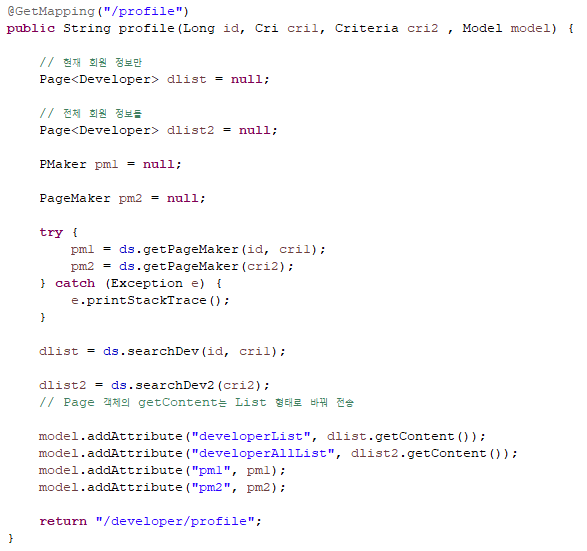 @GetMapping("/profile")
public String profile(Long id, Cri cri1, Criteria cri2 , Model model) {
// 현재 회원 정보만
Page<Developer> dlist = null;
// 전체 회원 정보들
Page<Developer> dlist2 = null;
PMaker pm1 = null;
PageMaker pm2 = null;
try {
pm1 = ds.getPageMaker(id, cri1);
pm2 = ds.getPageMaker(cri2);
} catch (Exception e) {
e.printStackTrace();
}
dlist = ds.searchDev(id, cri1);
dlist2 = ds.searchDev2(cri2);
// Page 객체의 getContent는 List 형태로 바꿔 전송
model.addAttribute("developerList", dlist.getContent());
model.addAttribute("developerAllList", dlist2.getContent());
model.addAttribute("pm1", pm1);
model.addAttribute("pm2", pm2);
return "/developer/profile";
}